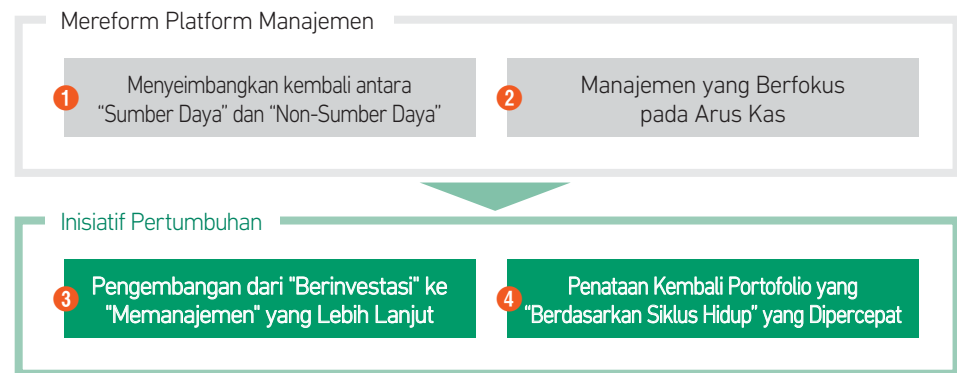 Mereform Platform Manajemen
1
Menyeimbangkan kembali antara
“Sumber Daya” dan “Non-Sumber Daya”
2
Manajemen yang Berfokus
pada Arus Kas
Inisiatif Pertumbuhan
3
Pengembangan dari "Berinvestasi" ke
"Memanajemen" yang Lebih Lanjut
4
Penataan Kembali Portofolio yang
“Berdasarkan Siklus Hidup” yang Dipercepat